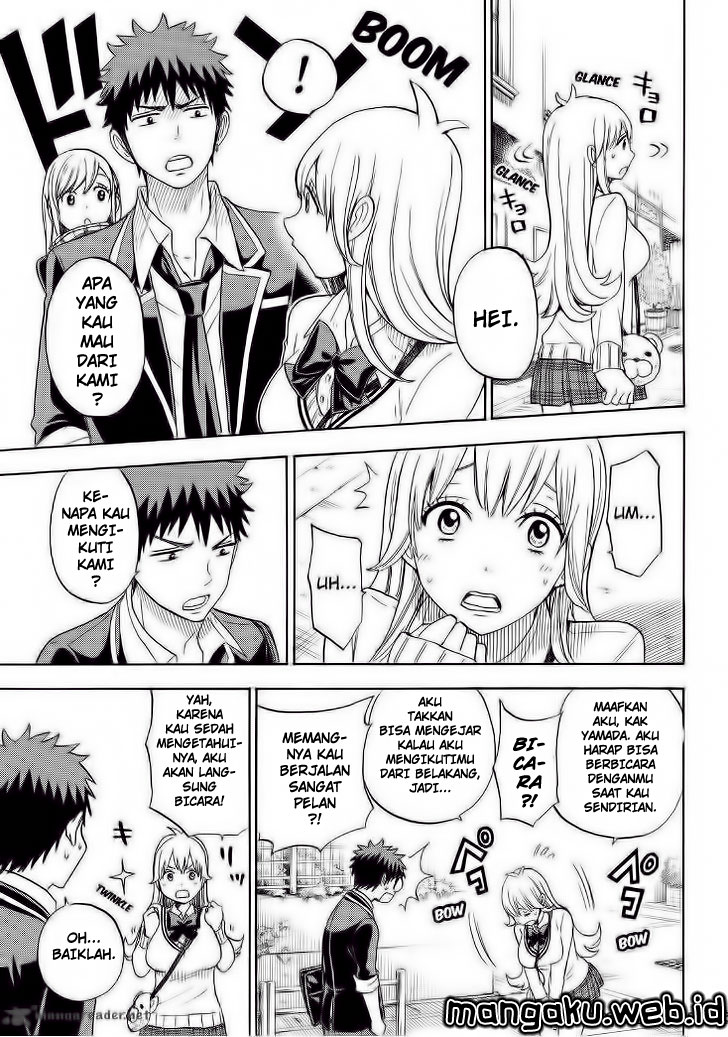 GLANCE
キョロ
GLANCE
キョロ
HEI.
BOOM
!
ドン
APA
YANG
KAU
MAU
DARI
KAMI
?
UM...
UH...
KE-
NAPA KAU
MENGI-
KUTI
KAMI
?
MAAFKAN
AKU, KAK
YAMADA. AKU
HARAP BISA
BERBICARA
DENGANMU
SAAT KAU
SENDIRIAN.
BI-
CA-
RA
?!
AKU
TAKKAN
BISA MENGEJAR
KALAU AKU
MENGIKUTIMU
DARI BELAKANG,
JADI...
MEMANG-
NYA KAU
BERJALAN
SANGAT
PELAN
?!
ペコ
BOW
ペコ
BOW
YAH,
KARENA
KAU SEDAH
MENGETAHUI-
NYA, AKU
AKAN LANG-
SUNG
BICARA!
TWINKLE
OH...
BAIKLAH.
mangareader.net
mangaku.web.id